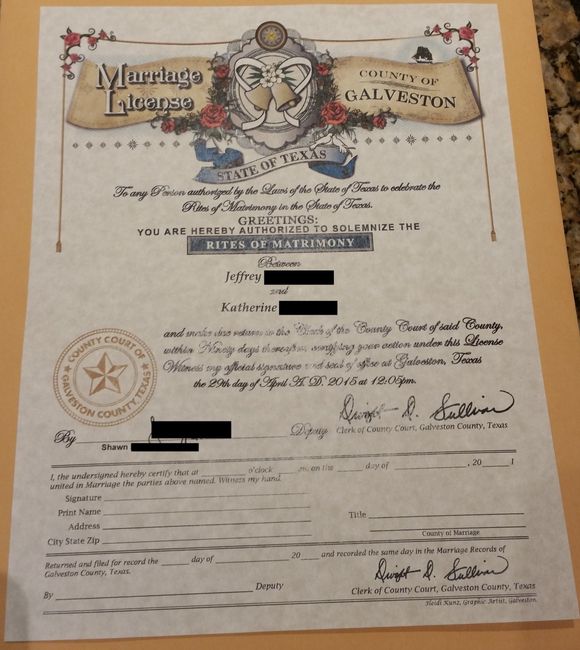 Marriage
License
COUNTY OF
GALVESTON
STATE OF TEXAS
To any Person authorized by the Laws of the State of Texas to celebrate the
Rites of Matrimony in the State of Texas.
GREETINGS:
YOU ARE HEREBY AUTHORIZED TO SOLEMNIZE THE
RITES OF MATRIMONY
Between
Jeffrey
and
Katherine
and make due return to the Clerk of the County Court of said County,
within Ninety days thereafter, certifying your action under this License
Witness my official signature and seal of office at Galveston, Texas
the 29th day of April A. D. 2015 at 12:05pm.
COUNTY COURT OF
GALVESTON COUNTY, TEXAS
Dwight D. Sullivan
By Deputy Clerk of County Court, Galveston County, Texas
Shawn
I, the undersigned hereby certify that at o'clock .m. on the day of , 20 I
united in Marriage the parties above named. Witness my hand.
Signature
Print Name Title
Address
City State Zip County of Marriage
Returned and filed for record the day of 20 and recorded the same day in the Marriage Records of
Galveston County, Texas.
Dwight D. Sullivan
By Deputy Clerk of County Court, Galveston County, Texas
Heidi Kunz, Graphic Artist, Galveston.